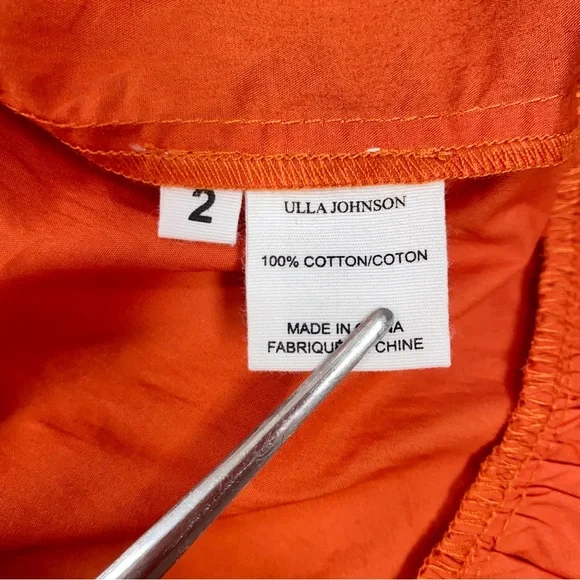 2
ULLA JOHNSON
100% COTTON/COTON
MADE IN
CHINE